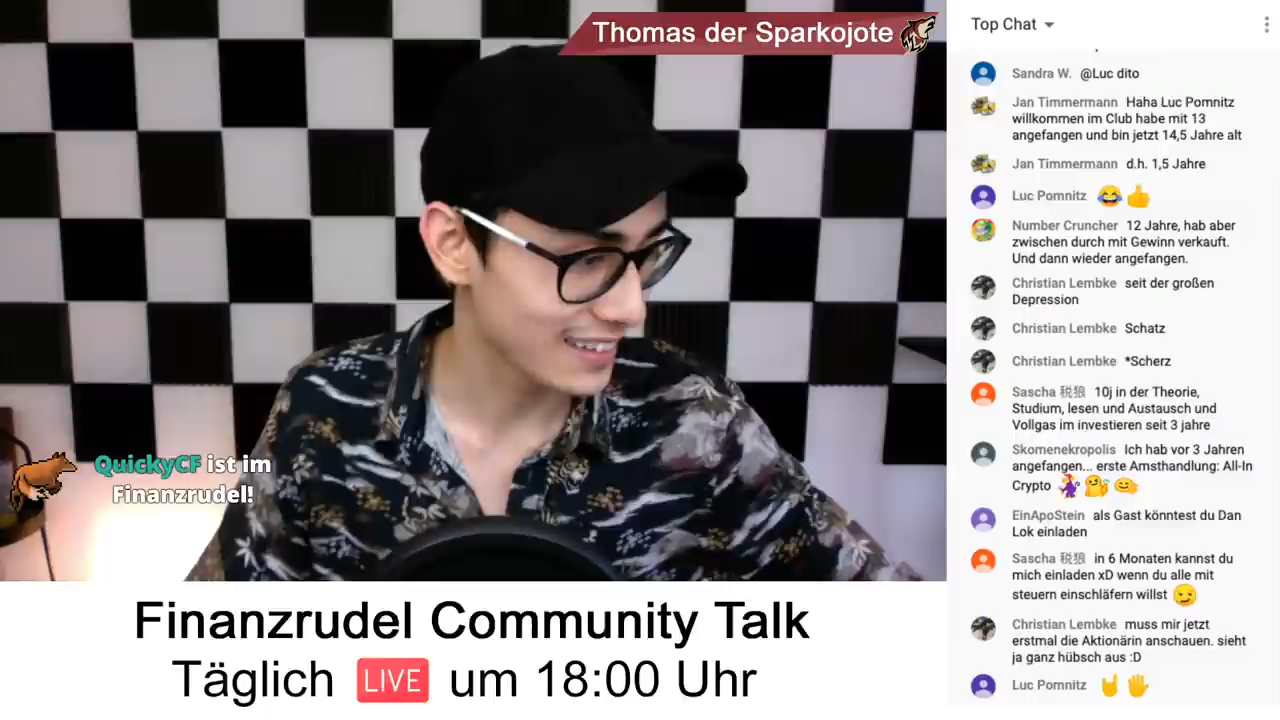 Thomas der Sparkojote
QuickyCF ist im
Finanzrudel!
Finanzrudel Community Talk
Täglich LIVE um 18:00 Uhr
Top Chat
Sandra W. @Luc dito
Jan Timmermann Haha Luc Pomnitz
willkommen im Club habe mit 13
angefangen und bin jetzt 14,5 Jahre alt
Jan Timmermann d.h. 1,5 Jahre
Luc Pomnitz 😂👍
Number Cruncher 12 Jahre, hab aber
zwischen durch mit Gewinn verkauft.
Und dann wieder angefangen.
Christian Lembke seit der großen
Depression
Christian Lembke Schatz
Christian Lembke *Scherz
Sascha 税狼 10j in der Theorie,
Studium, lesen und Austausch und
Vollgas im investieren seit 3 jahre
Skomenekropolis Ich hab vor 3 Jahren
angefangen... erste Amsthandlung: All-In
Crypto
EinApoStein als Gast könntest du Dan
Lok einladen
Sascha 税狼 in 6 Monaten kannst du
mich einladen xD wenn du alle mit
steuern einschläfern willst 😏
Christian Lembke muss mir jetzt
erstmal die Aktionärin anschauen. sieht
ja ganz hübsch aus :D
Luc Pomnitz 🤘🖐